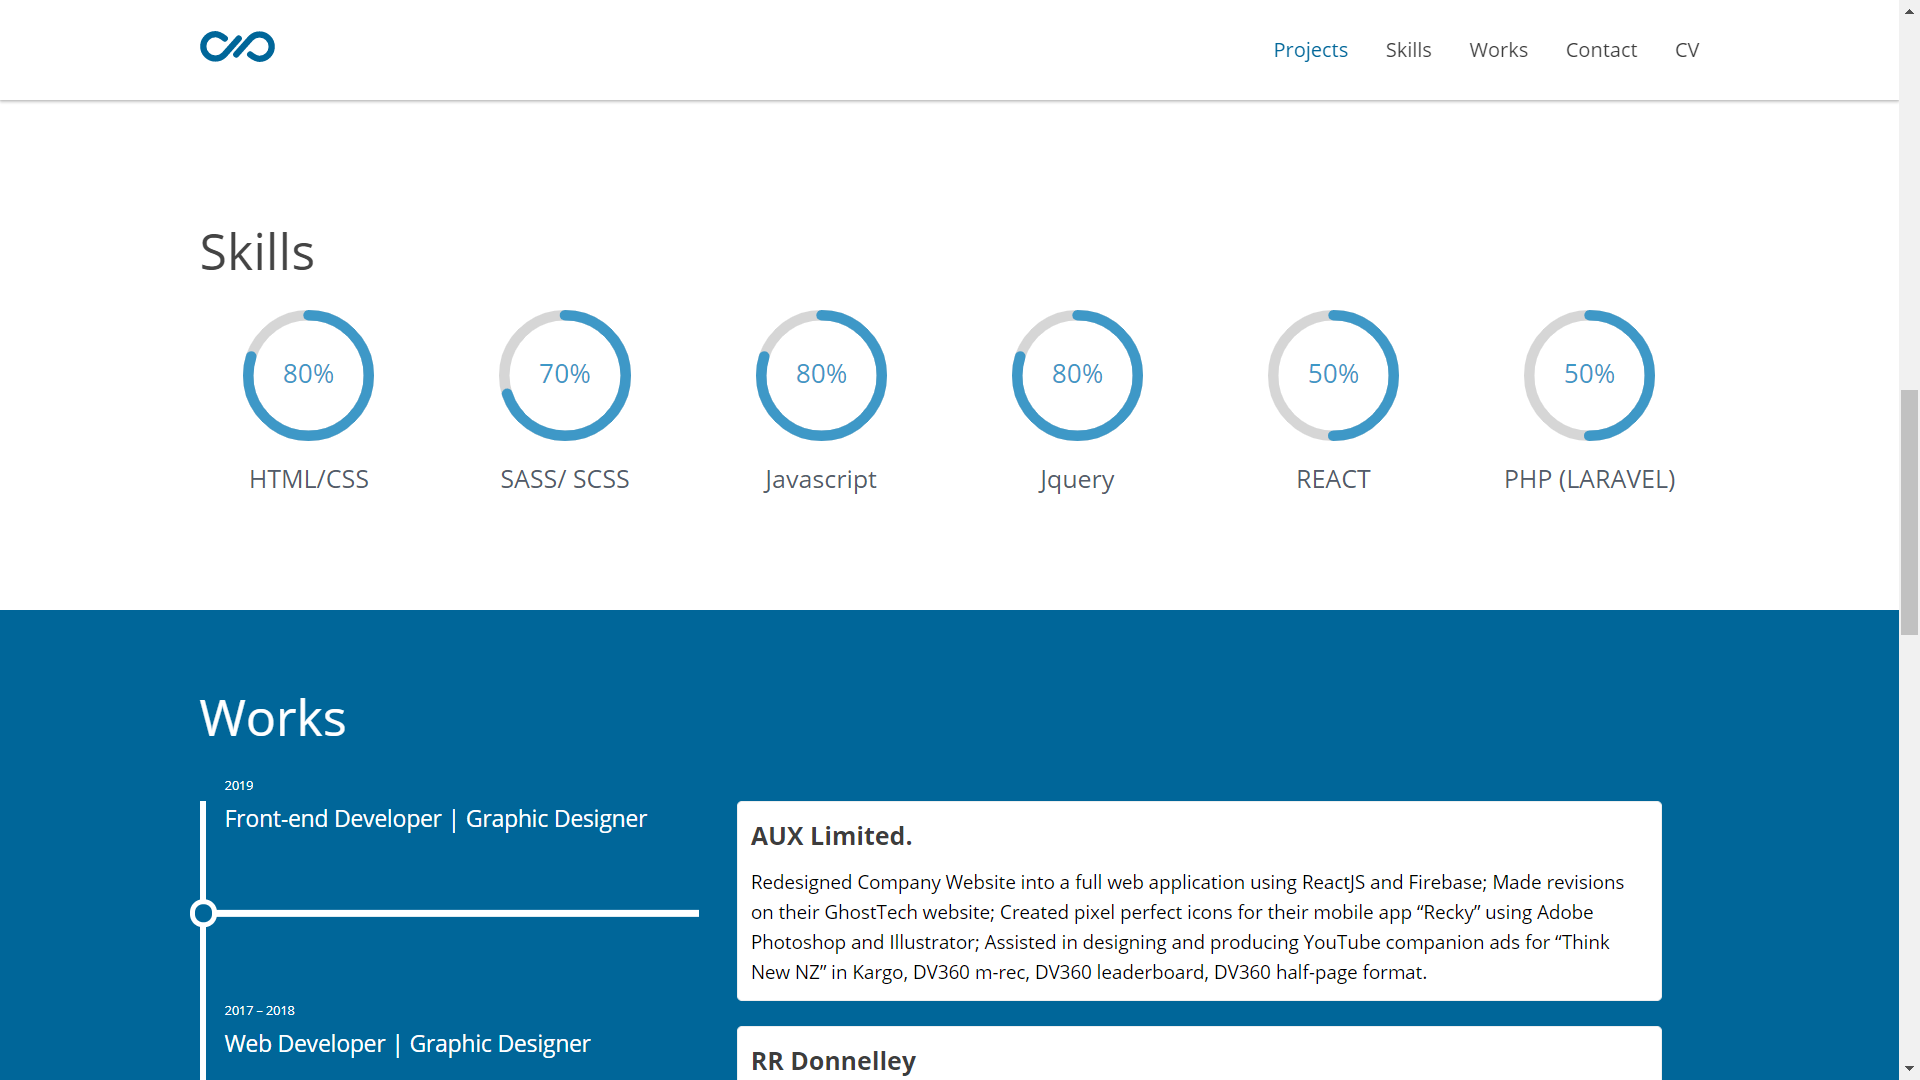 Projects Skills Works Contact CV
Skills
80% 70% 80% 80% 50% 50%
HTML/CSS SASS/ SCSS Javascript Jquery REACT PHP (LARAVEL)
Works
2019
Front-end Developer | Graphic Designer
AUX Limited.
Redesigned Company Website into a full web application using ReactJS and Firebase; Made revisions
on their GhostTech website; Created pixel perfect icons for their mobile app “Recky” using Adobe
Photoshop and Illustrator; Assisted in designing and producing YouTube companion ads for “Think
New NZ” in Kargo, DV360 m-rec, DV360 leaderboard, DV360 half-page format.
2017 – 2018
Web Developer | Graphic Designer
RR Donnelley